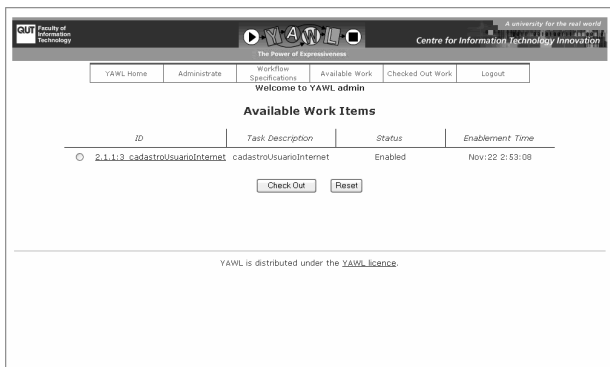 QUT Faculty of
Information
Technology
YAWL
The Power of Expressiveness
A university for the real world
Centre for Information Technology Innovation
YAWL Home Administrate Workflow Specifications Available Work Checked Out Work Logout
Welcome to YAWL admin
Available Work Items
ID Task Description Status Enablement Time
2.1.1:3 cadastroUsuarioInternet cadastroUsuarioInternet Enabled Nov:22 2:53:08
Check Out Reset
YAWL is distributed under the YAWL licence.